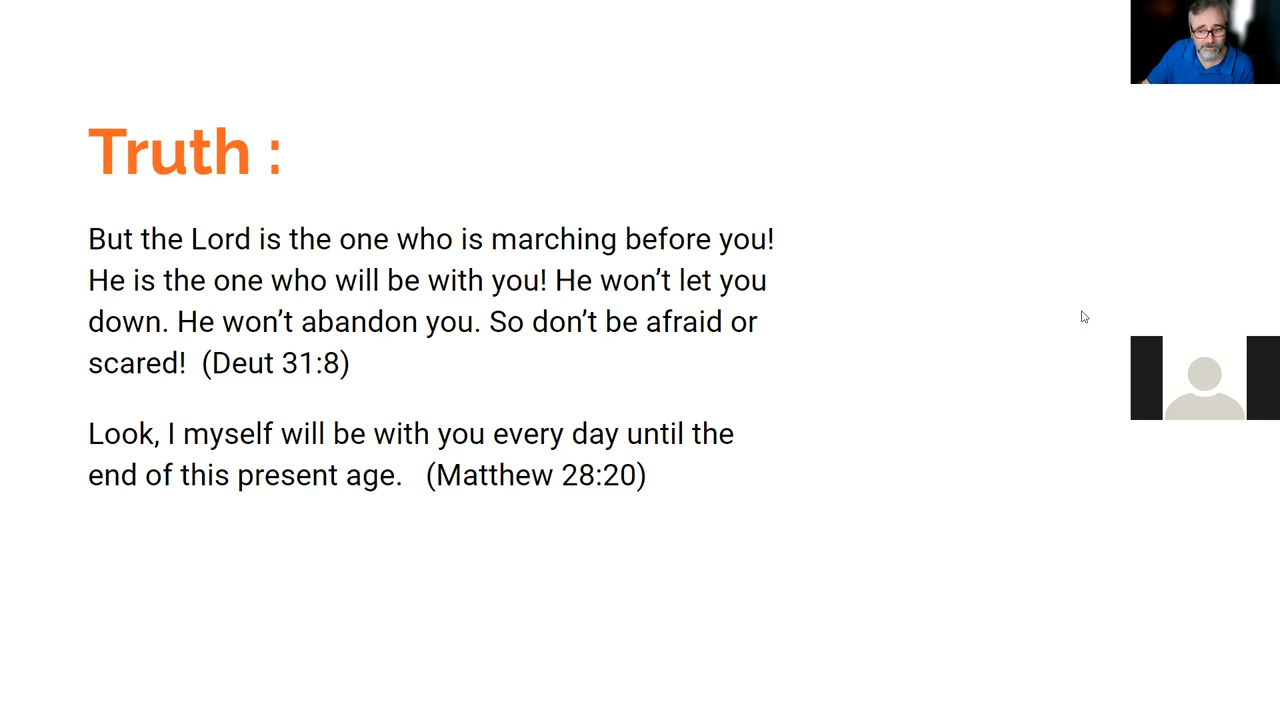 Truth :
But the Lord is the one who is marching before you!
He is the one who will be with you! He won’t let you
down. He won’t abandon you. So don’t be afraid or
scared!  (Deut 31:8)
Look, I myself will be with you every day until the
end of this present age.   (Matthew 28:20)